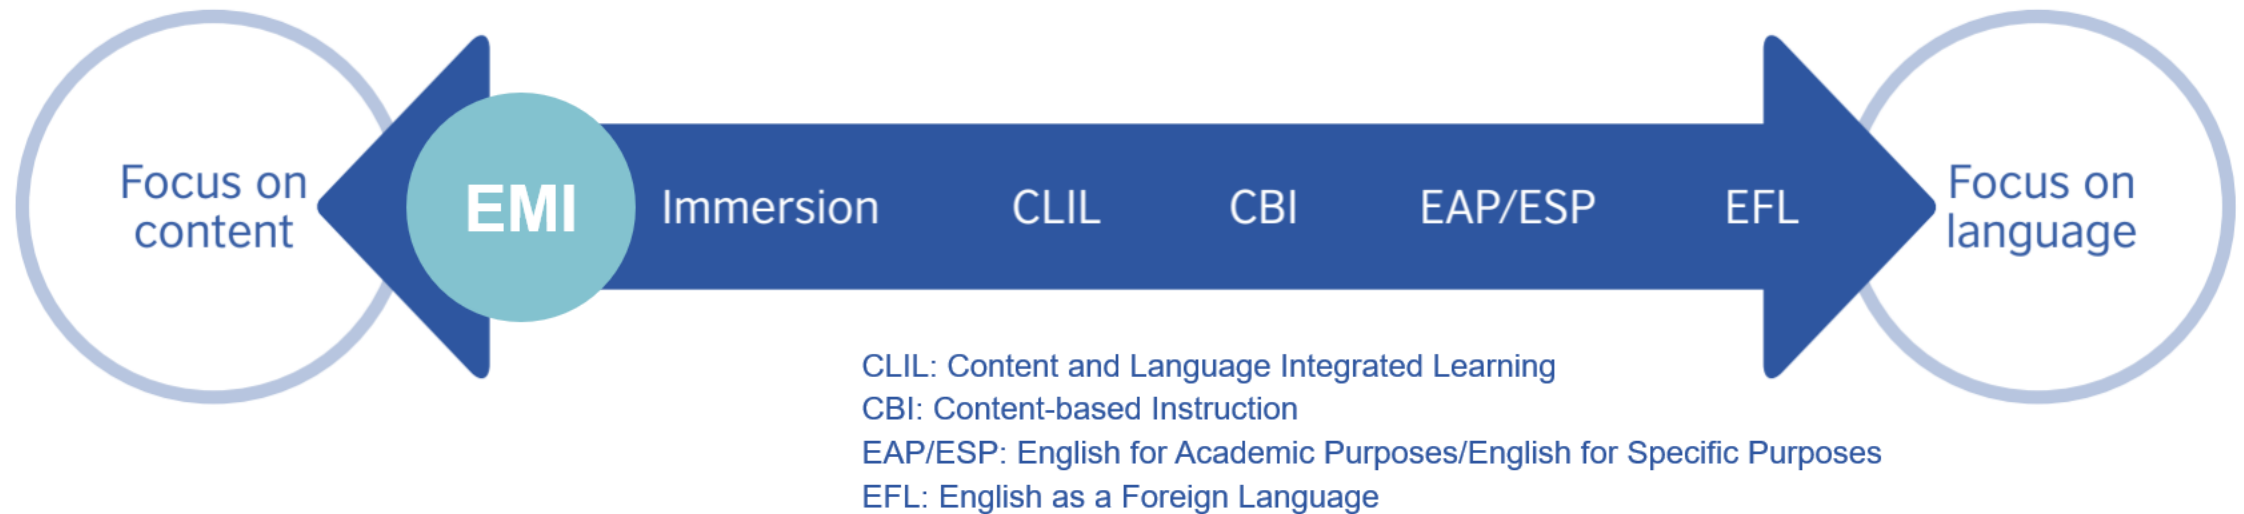 Focus on
content
EMI
Immersion
CLIL
CBI
EAP/ESP
EFL
Focus on
language
CLIL: Content and Language Integrated Learning
CBI: Content-based Instruction
EAP/ESP: English for Academic Purposes/English for Specific Purposes
EFL: English as a Foreign Language